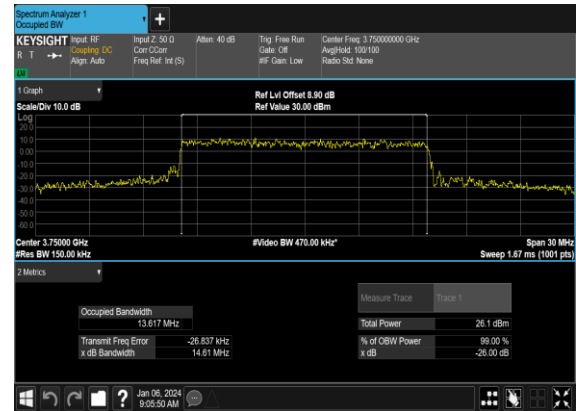 Spectrum Analyzer 1
Occupied BW
+
KEYSIGHT
R T
LXI
Input: RF
Coupling: DC
Align: Auto
Input Z: 50 Ω
Corr CCorr
Freq Ref: Int (S)
Atten: 40 dB
Trig: Free Run
Gate: Off
#IF Gain: Low
Center Freq: 3.750000000 GHz
Avg|Hold: 100/100
Radio Std: None
1 Graph
Scale/Div 10.0 dB
Ref Lvl Offset 8.90 dB
Ref Value 30.00 dBm
Log
20.0
10.0
0.00
-10.0
-20.0
-30.0
-40.0
-50.0
-60.0
Center 3.75000 GHz
#Res BW 150.00 kHz
#Video BW 470.00 kHz*
Span 30 MHz
Sweep 1.67 ms (1001 pts)
2 Metrics
Measure Trace Trace 1
Occupied Bandwidth
13.617 MHz
Total Power 26.1 dBm
Transmit Freq Error -26.837 kHz
x dB Bandwidth 14.61 MHz
% of OBW Power 99.00 %
x dB -26.00 dB
?
Jan 06, 2024
9:05:50 AM